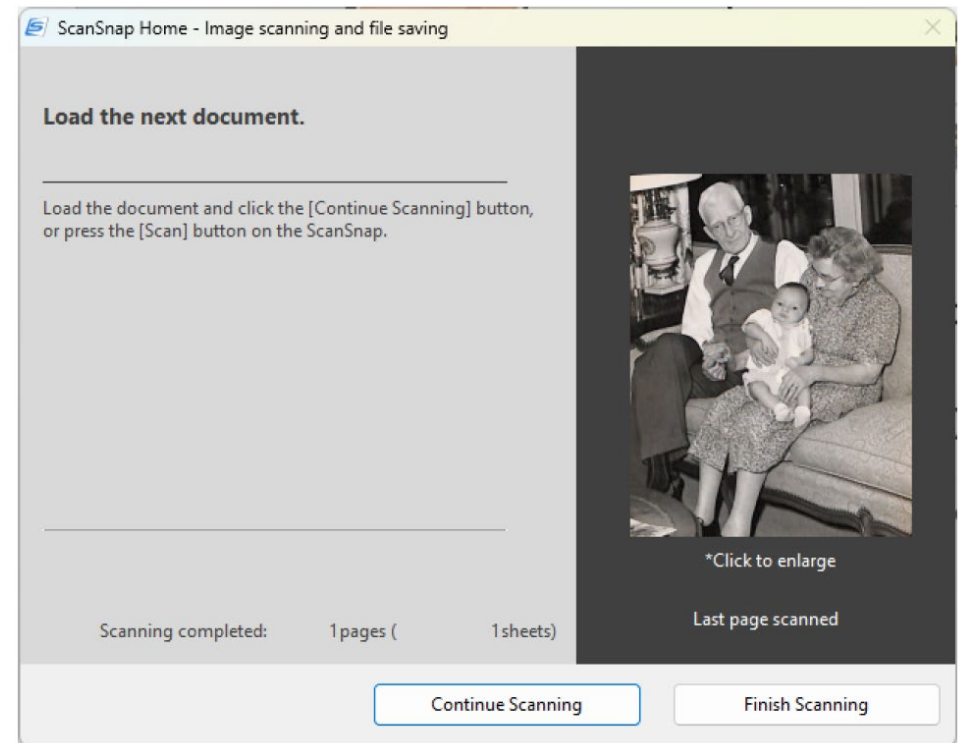 ScanSnap Home - Image scanning and file saving
Load the next document.
Load the document and click the [Continue Scanning] button,
or press the [Scan] button on the ScanSnap.
*Click to enlarge
Last page scanned
Scanning completed: 1pages ( 1sheets)
Continue Scanning
Finish Scanning